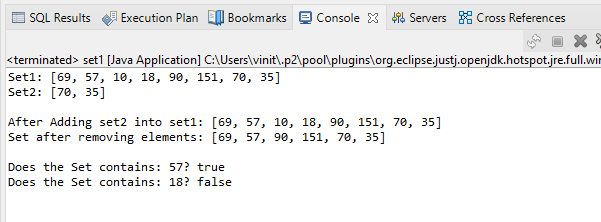 SQL Results Execution Plan Bookmarks Console Servers Cross References
<terminated> set1 [Java Application] C:\Users\vinit\.p2\pool\plugins\org.eclipse.justj.openjdk.hotspot.jre.full.win
Set1: [69, 57, 10, 18, 90, 151, 70, 35]
Set2: [70, 35]
After Adding set2 into set1: [69, 57, 10, 18, 90, 151, 70, 35]
Set after removing elements: [69, 57, 90, 151, 70, 35]
Does the Set contains: 57? true
Does the Set contains: 18? false